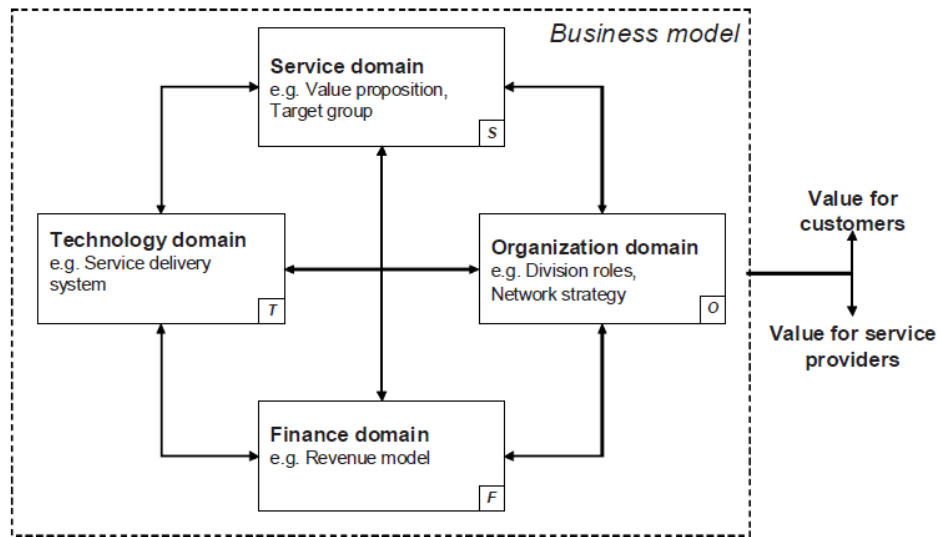 Business model
Service domain
e.g. Value proposition,
Target group
S
Technology domain
e.g. Service delivery
system
T
Organization domain
e.g. Division roles,
Network strategy
O
Value for
customers
Value for service
providers
Finance domain
e.g. Revenue model
F